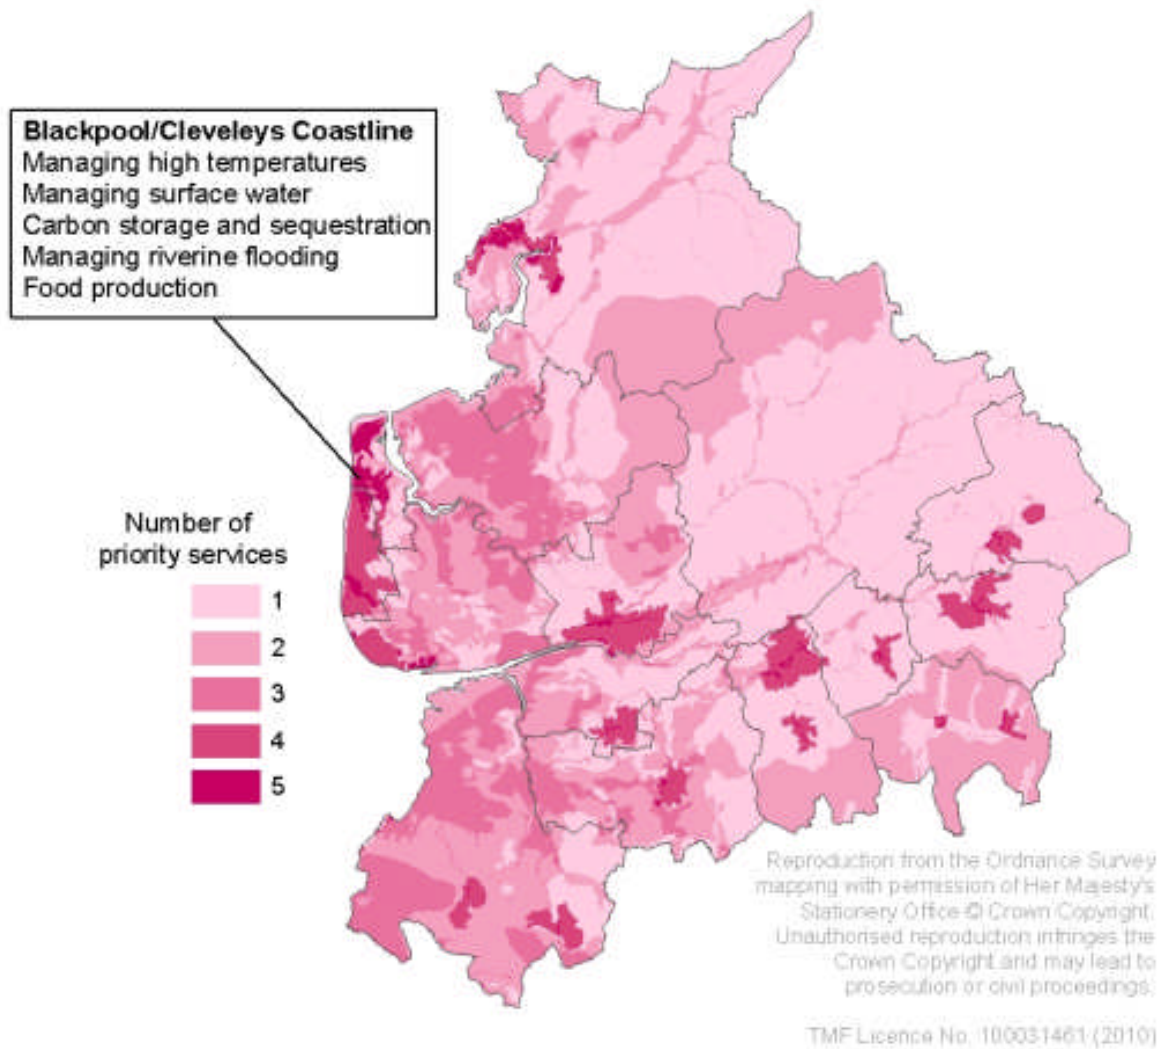 Blackpool/Cleveleys Coastline
Managing high temperatures
Managing surface water
Carbon storage and sequestration
Managing riverine flooding
Food production
Number of
priority services
1
2
3
4
5
Reproduction from the Ordnance Survey
mapping with permission of Her Majesty's
Stationery Office © Crown Copyright.
Unauthorised reproduction infringes the
Crown Copyright and may lead to
prosecution or civil proceedings.
TMF Licence No. 100031461 (2010)